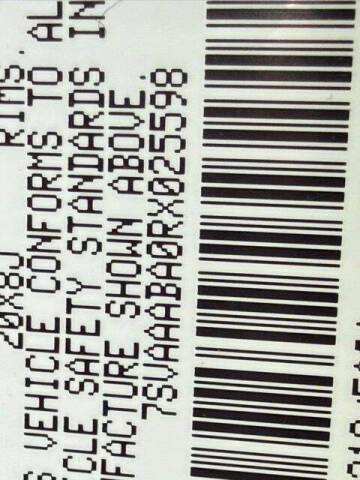 20X8J RIMS.
S VEHICLE CONFORMS TO AL
CLE SAFETY STANDARDS IN
FACTURE SHOWN ABOVE.
7SVAAABA0RX025598